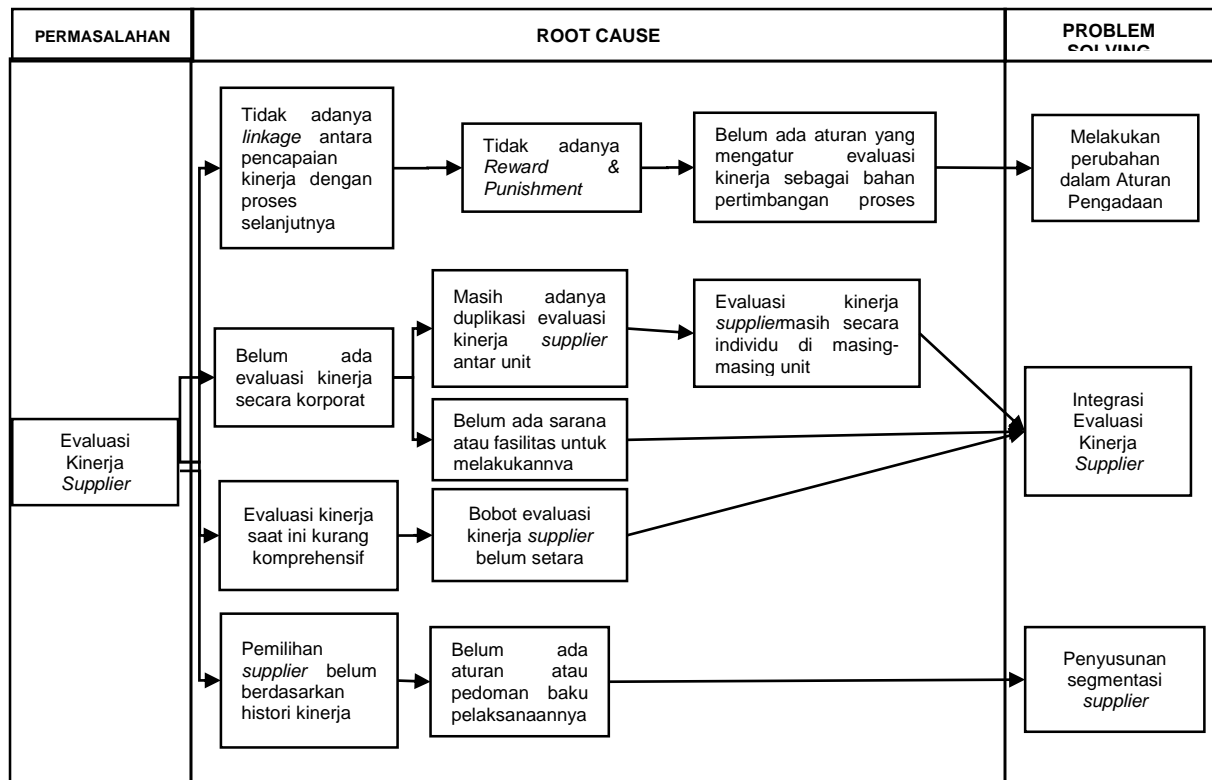 PERMASALAHAN
ROOT CAUSE
PROBLEM
SOLVING
Tidak adanya
linkage antara
pencapaian
kinerja dengan
proses
selanjutnya
Tidak adanya
Reward &
Punishment
Belum ada aturan yang
mengatur evaluasi
kinerja sebagai bahan
pertimbangan proses
Melakukan
perubahan
dalam Aturan
Pengadaan
Masih adanya
duplikasi evaluasi
kinerja supplier
antar unit
Evaluasi kinerja
suppliermasih secara
individu di masing-
masing unit
Belum ada
evaluasi kinerja
secara korporat
Belum ada sarana
atau fasilitas untuk
melakukannya
Integrasi
Evaluasi
Kinerja
Supplier
Evaluasi
Kinerja
Supplier
Evaluasi kinerja
saat ini kurang
komprehensif
Bobot evaluasi
kinerja supplier
belum setara
Pemilihan
supplier belum
berdasarkan
histori kinerja
Belum ada
aturan atau
pedoman baku
pelaksanaannya
Penyusunan
segmentasi
supplier